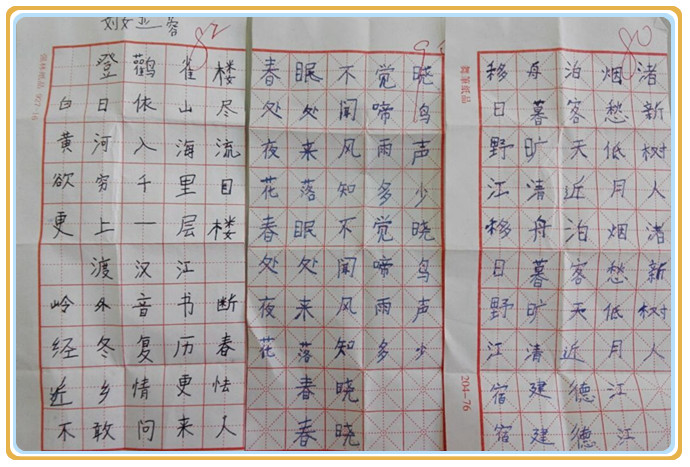 82
登鹳雀楼
白日依山尽
黄河入海流
欲穷千里目
更上一层楼
渡汉江
岭外音书断
经冬复历春
近乡情更怯
不敢问来人
春眠不觉晓
处处闻啼鸟
夜来风雨声
花落知多少
春眠不觉晓
处处闻啼鸟
夜来风雨声
花落知多少
春晓
春晓
80
纸品
移舟泊烟渚
日暮客愁新
野旷天低树
江清近月人
移舟泊烟渚
日暮客愁新
野旷天低树
江清近月人
宿建德江
宿建德江
204-76